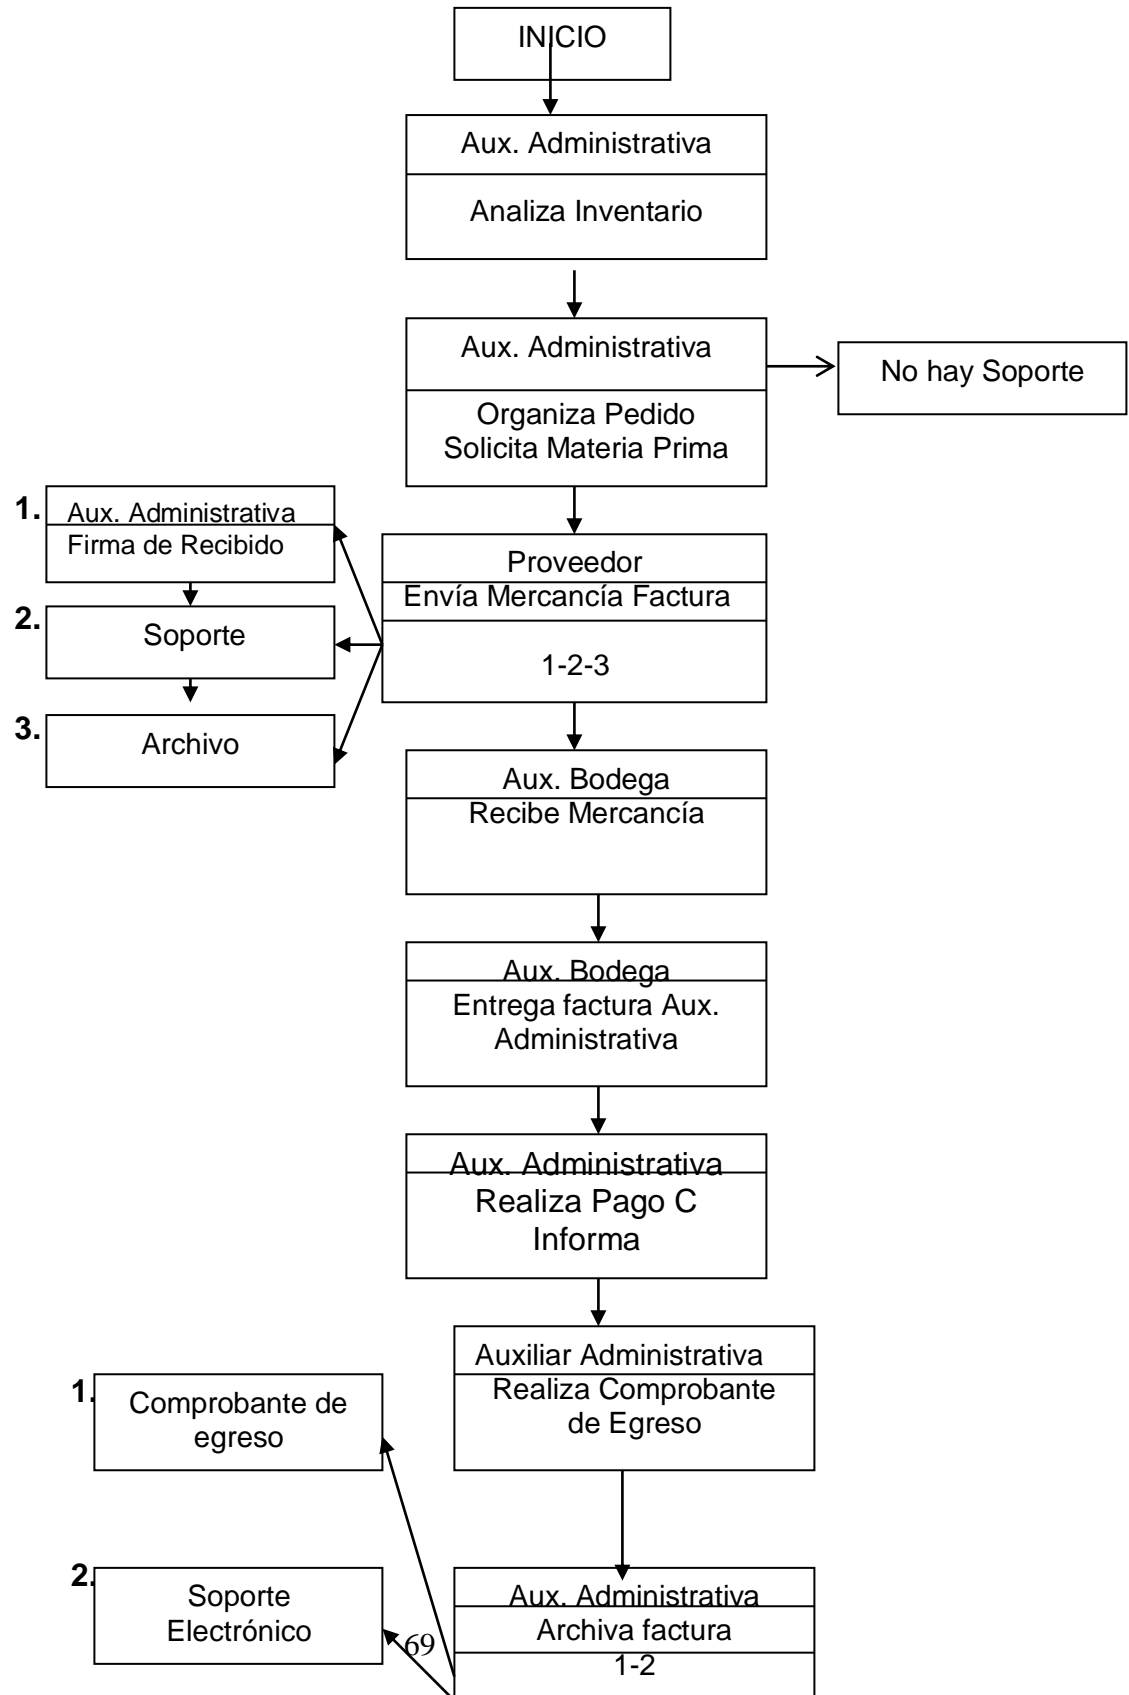 INICIO
Aux. Administrativa
Analiza Inventario
Aux. Administrativa
No hay Soporte
Organiza Pedido
Solicita Materia Prima
1.
Aux. Administrativa
Firma de Recibido
Proveedor
Envía Mercancía Factura
1-2-3
2.
Soporte
3.
Archivo
Aux. Bodega
Recibe Mercancía
Aux. Bodega
Entrega factura Aux.
Administrativa
Aux. Administrativa
Realiza Pago C
Informa
Auxiliar Administrativa
Realiza Comprobante
de Egreso
1.
Comprobante de
egreso
2.
Soporte
Electrónico
Aux. Administrativa
Archiva factura
1-2
69